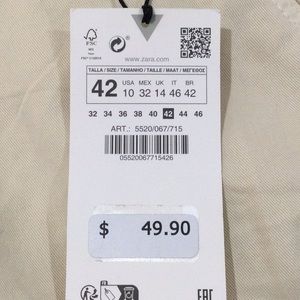 FSC
www.zara.com
TALLA / SIZE / TAMANHO / TAILLE / MAAT / ΜΕΓΕΘΟΣ
42
USA MEX UK IT BR
10 32 14 46 42
32 34 36 38 40 42 44 46
ART.: 5520/067/715
05520067715426
$ 49.90
EAC